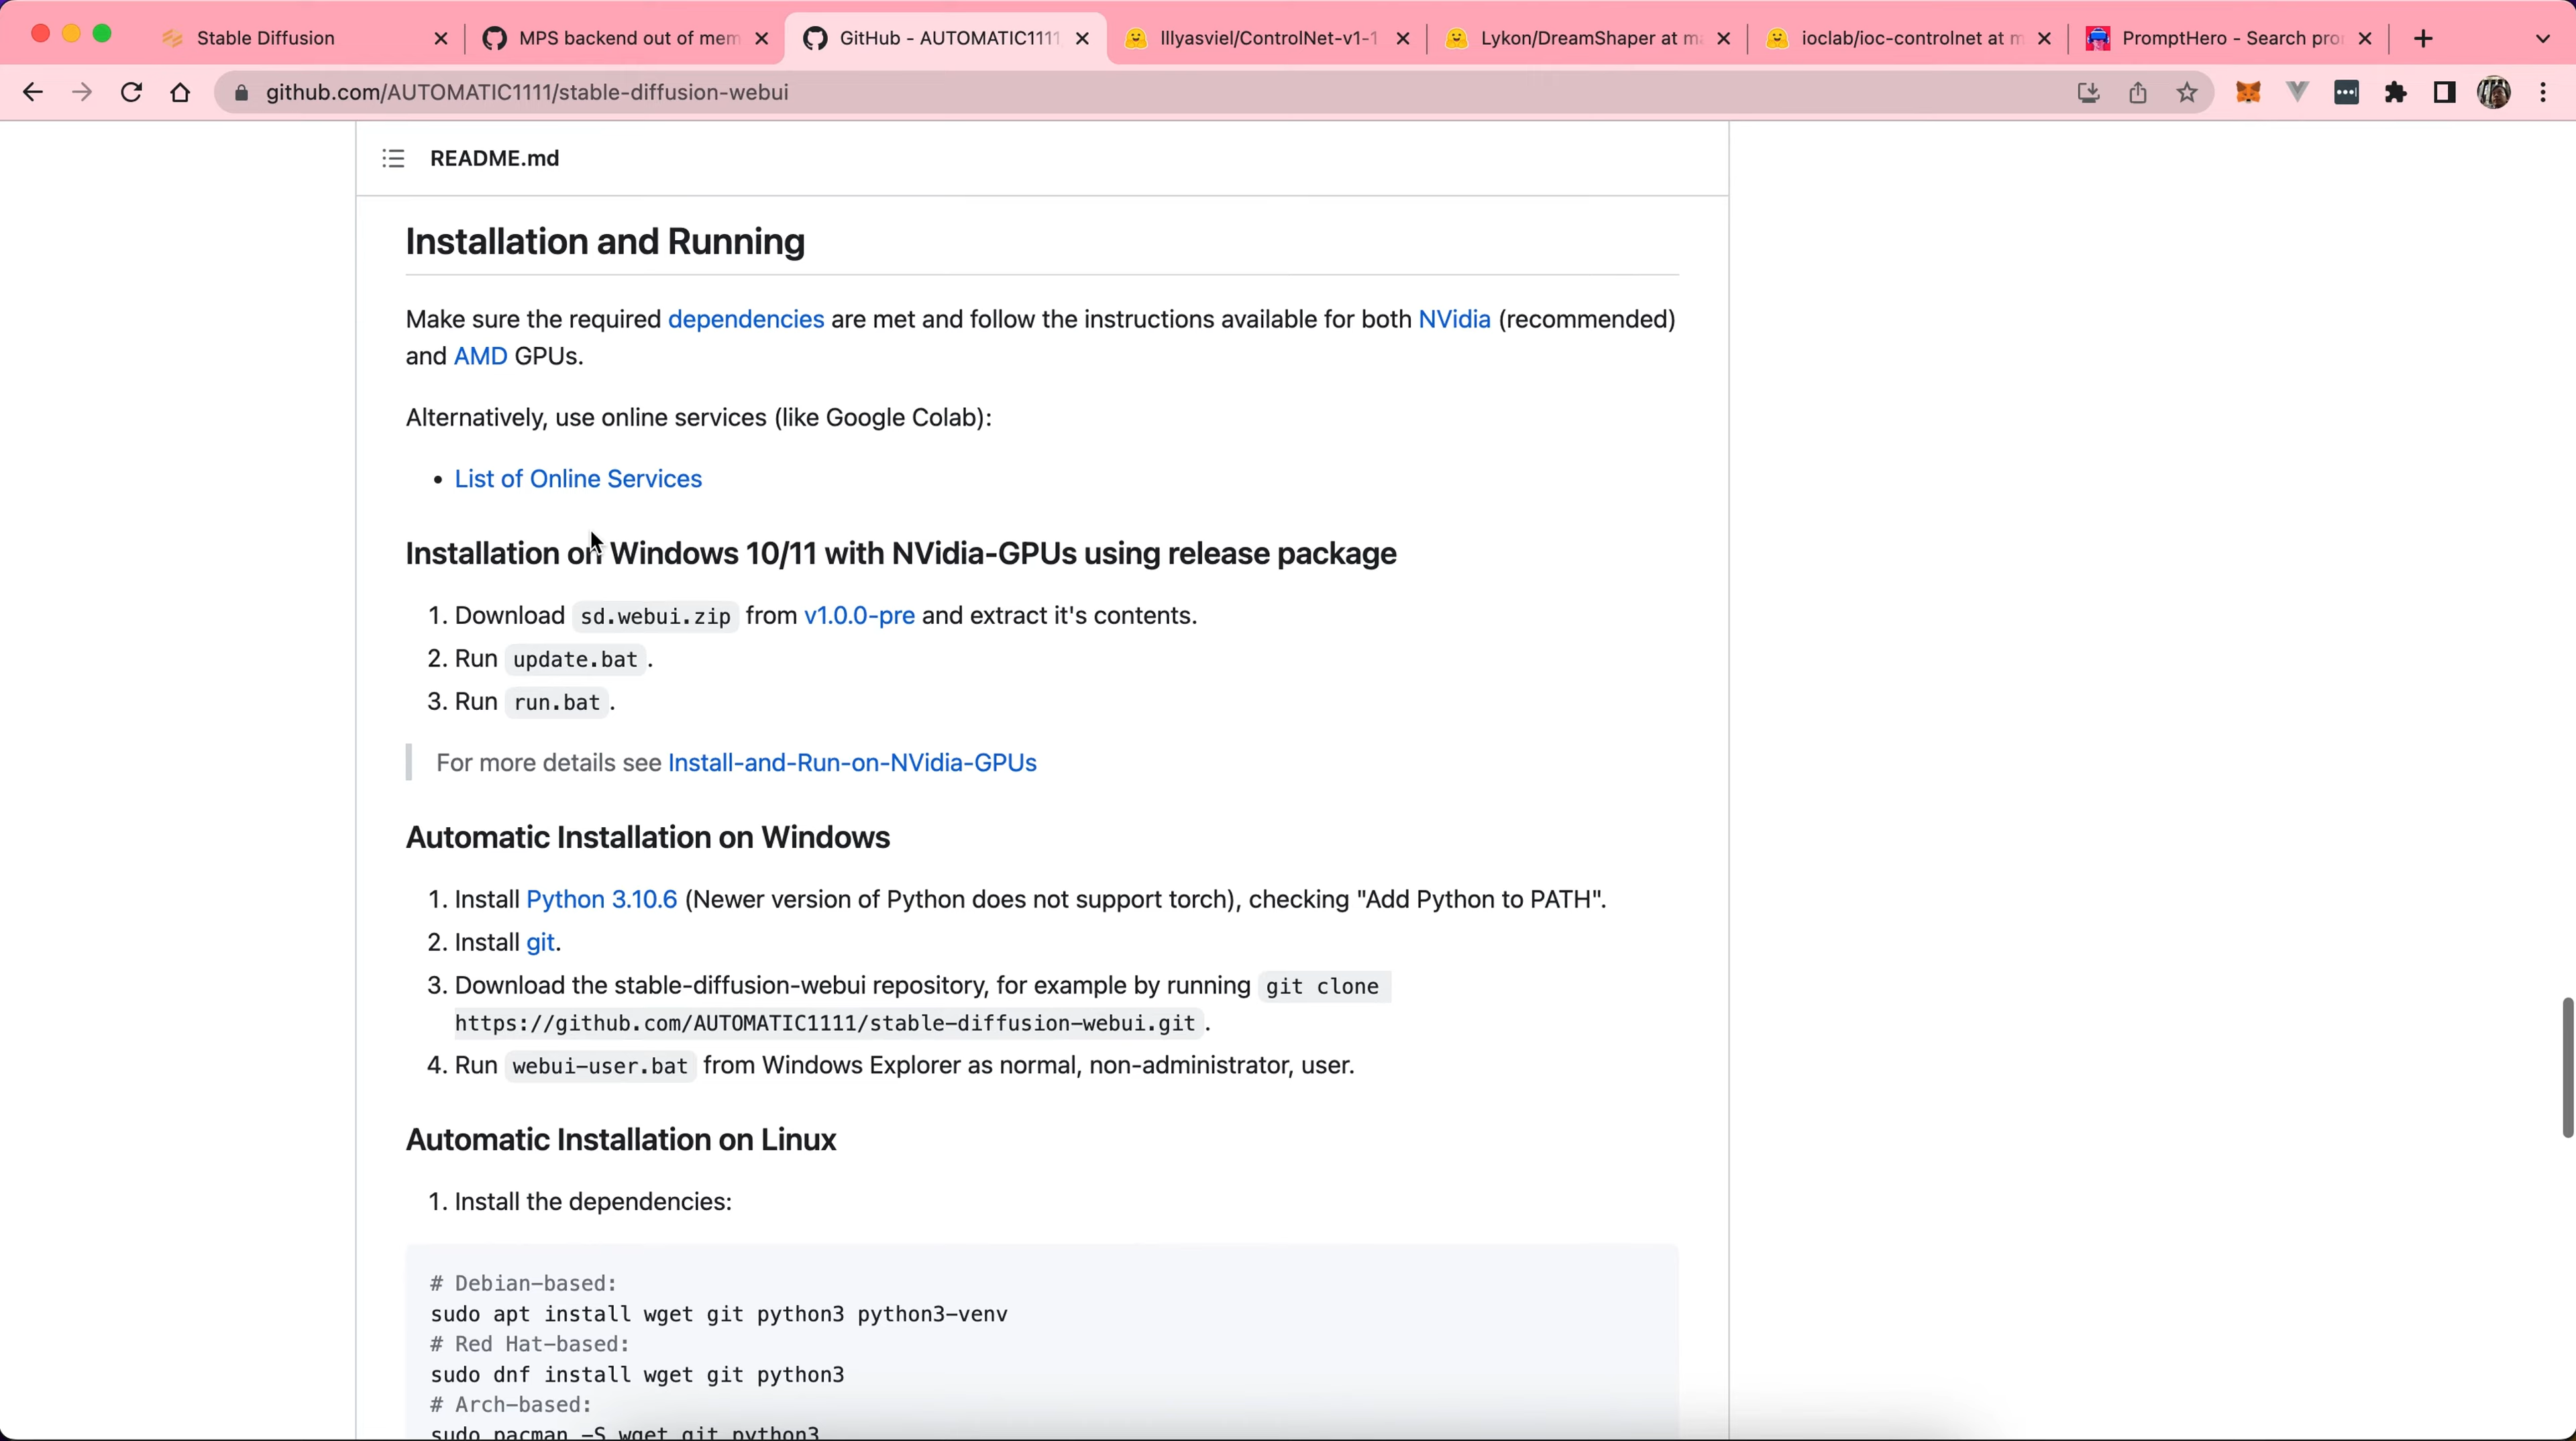 Stable Diffusion
MPS backend out of mem
GitHub - AUTOMATIC1111
lllyasviel/ControlNet-v1-1
Lykon/DreamShaper at ma
ioclab/ioc-controlnet at m
PromptHero - Search pro
github.com/AUTOMATIC1111/stable-diffusion-webui
README.md
Installation and Running
Make sure the required dependencies are met and follow the instructions available for both NVidia (recommended)
and AMD GPUs.
Alternatively, use online services (like Google Colab):
• List of Online Services
Installation on Windows 10/11 with NVidia-GPUs using release package
1. Download sd.webui.zip from v1.0.0-pre and extract it's contents.
2. Run update.bat.
3. Run run.bat.
For more details see Install-and-Run-on-NVidia-GPUs
Automatic Installation on Windows
1. Install Python 3.10.6 (Newer version of Python does not support torch), checking "Add Python to PATH".
2. Install git.
3. Download the stable-diffusion-webui repository, for example by running git clone
https://github.com/AUTOMATIC1111/stable-diffusion-webui.git.
4. Run webui-user.bat from Windows Explorer as normal, non-administrator, user.
Automatic Installation on Linux
1. Install the dependencies:
# Debian-based:
sudo apt install wget git python3 python3-venv
# Red Hat-based:
sudo dnf install wget git python3
# Arch-based:
sudo pacman -S wget git python3